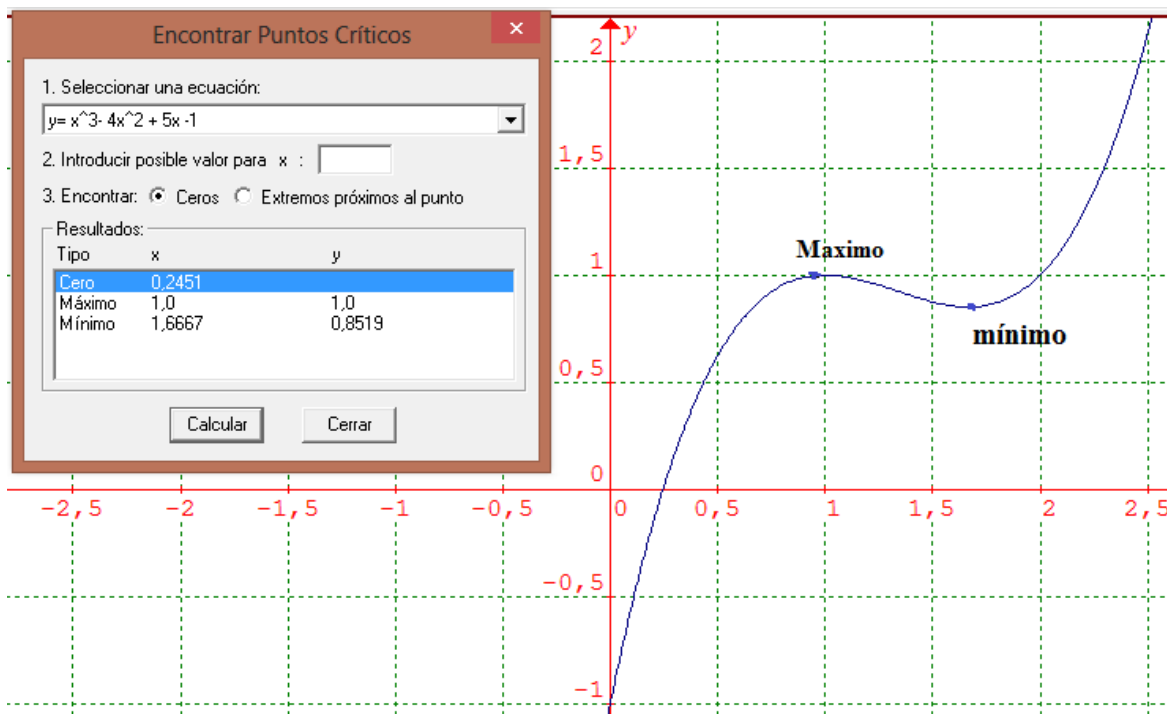 Encontrar Puntos Críticos
1. Seleccionar una ecuación:
y= x^3- 4x^2 + 5x -1
2. Introducir posible valor para x :
3. Encontrar: Ceros Extremos próximos al punto
Resultados:
Tipo x y
Cero 0,2451
Máximo 1,0 1,0
Mínimo 1,6667 0,8519
Calcular Cerrar
y
2
1,5
1
0,5
0
-0,5
-1
-2,5 -2 -1,5 -1 -0,5 0 0,5 1 1,5 2 2,5
Maximo
mínimo